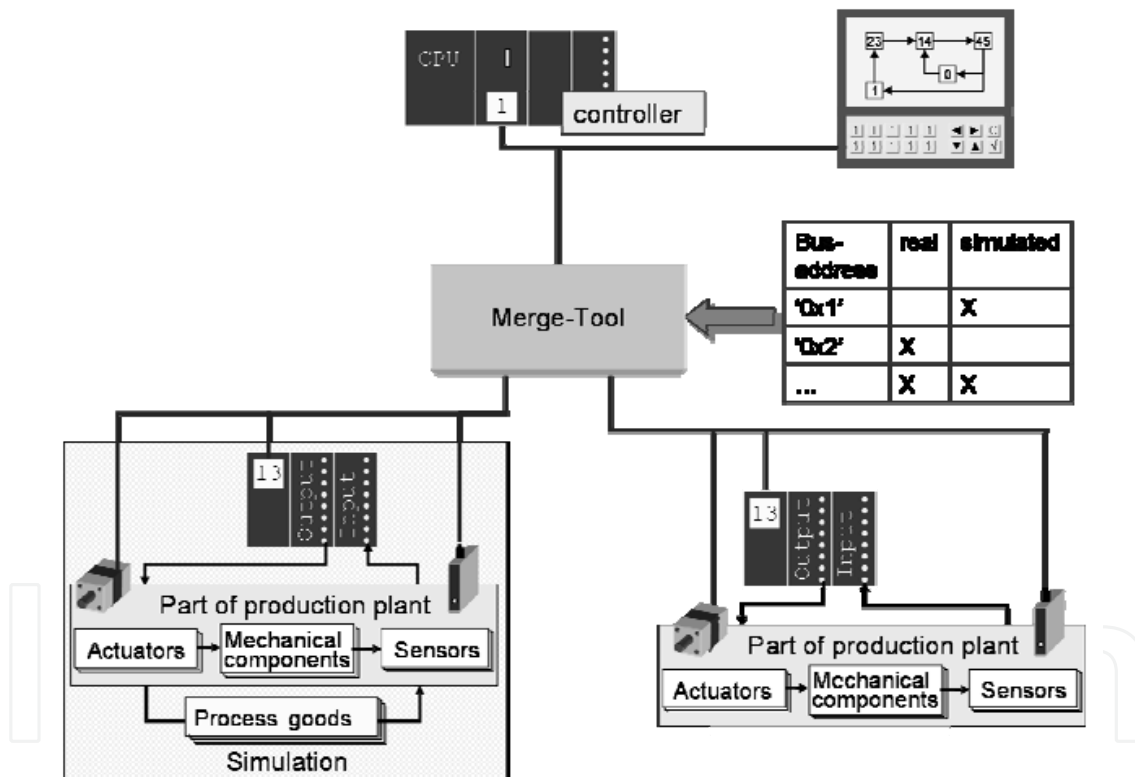 CPU
1
controller
23 14 45
0
1
Bus-address real simulated
'0x1' X
'0x2' X
... X X
Merge-Tool
13 Output Input
Part of production plant
Actuators Mechanical components Sensors
Process goods
Simulation
13 Output Input
Part of production plant
Actuators Mechanical components Sensors